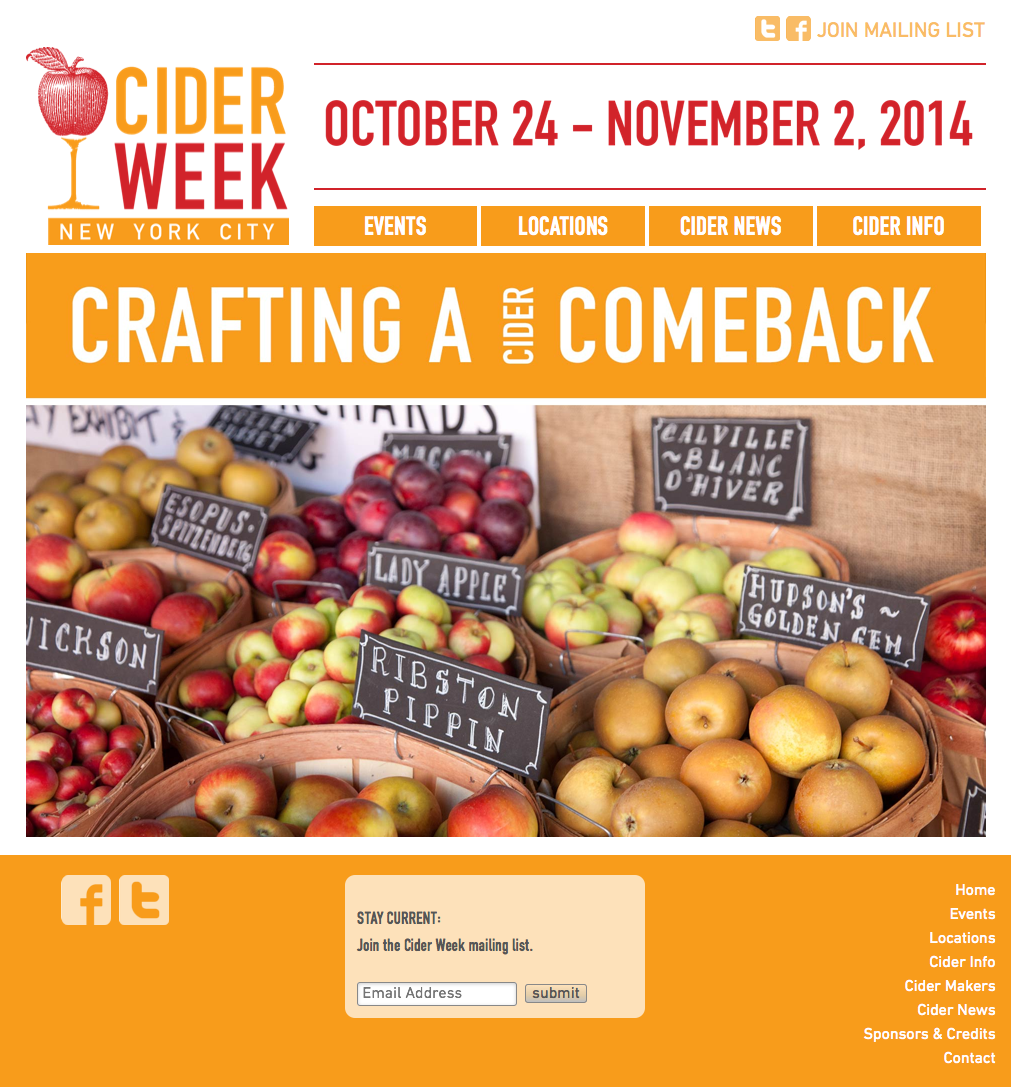 JOIN MAILING LIST
CIDER
WEEK
NEW YORK CITY
OCTOBER 24 – NOVEMBER 2, 2014
EVENTS
LOCATIONS
CIDER NEWS
CIDER INFO
CRAFTING A CIDER COMEBACK
EXHIBIT &
ORCHARDS
CALVILLE
~BLANC
D'HIVER
ESOPUS·
SPITZENBERG
LADY APPLE
HUDSON'S ~
GOLDEN GEM
WICKSON
RIBSTON
PIPPIN
STAY CURRENT:
Join the Cider Week mailing list.
Email Address
submit
Home
Events
Locations
Cider Info
Cider Makers
Cider News
Sponsors & Credits
Contact